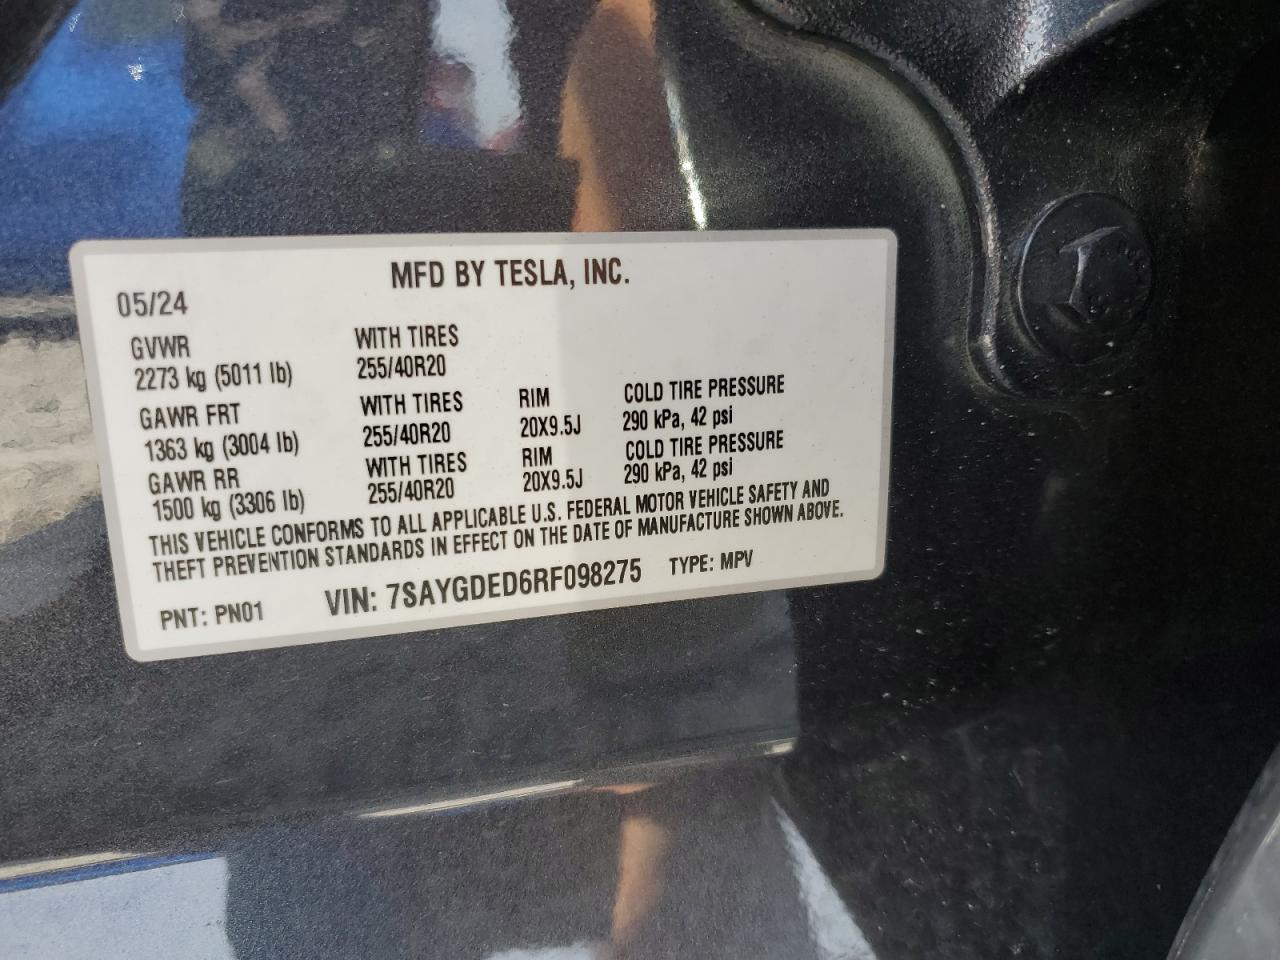 MFD BY TESLA, INC.
05/24
GVWR WITH TIRES
2273 kg (5011 lb) 255/40R20
GAWR FRT WITH TIRES RIM COLD TIRE PRESSURE
1363 kg (3004 lb) 255/40R20 20X9.5J 290 kPa, 42 psi
GAWR RR WITH TIRES RIM COLD TIRE PRESSURE
1500 kg (3306 lb) 255/40R20 20X9.5J 290 kPa, 42 psi
THIS VEHICLE CONFORMS TO ALL APPLICABLE U.S. FEDERAL MOTOR VEHICLE SAFETY AND
THEFT PREVENTION STANDARDS IN EFFECT ON THE DATE OF MANUFACTURE SHOWN ABOVE.
PNT: PN01 VIN: 7SAYGDED6RF098275 TYPE: MPV